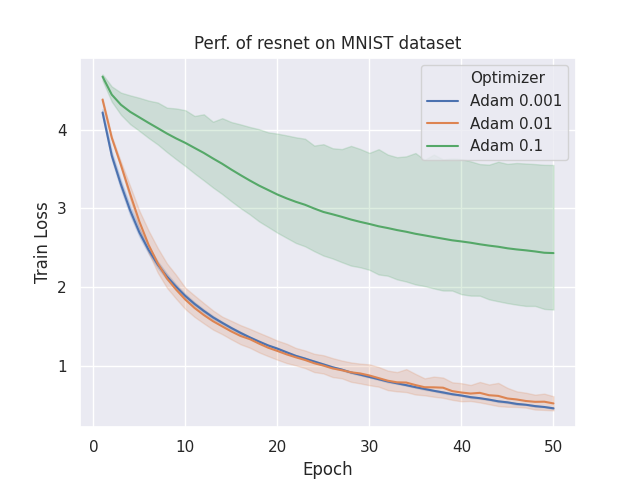 Perf. of resnet on MNIST dataset
Optimizer
Adam 0.001
Adam 0.01
Adam 0.1
Train Loss
4
3
2
1
0
10
20
30
40
50
Epoch